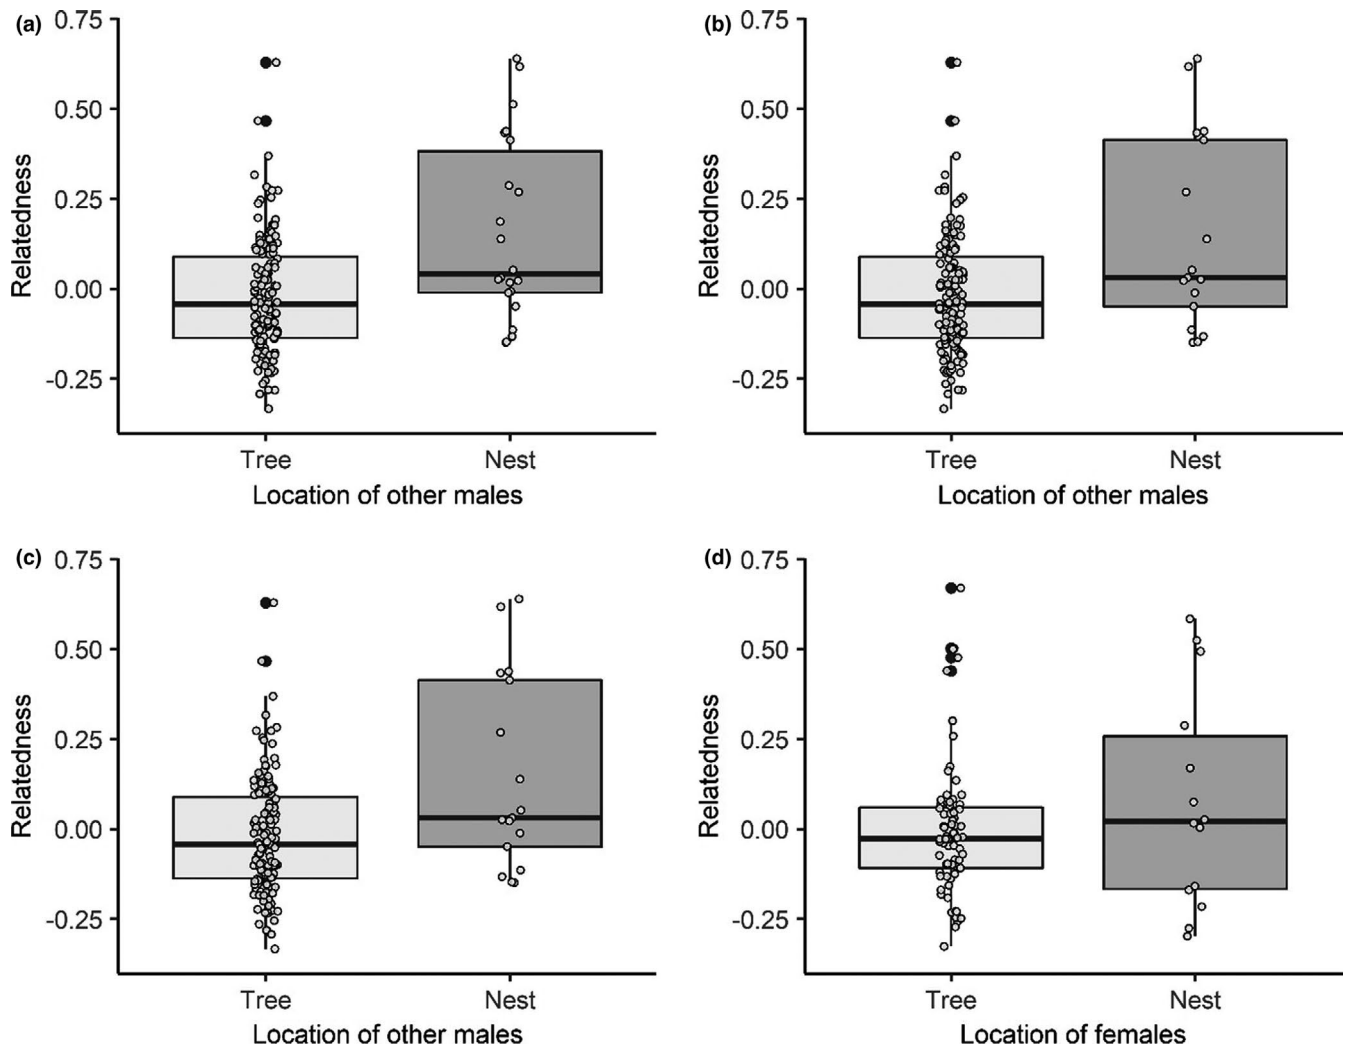 (a)
0.75
0.50
0.25
0.00
-0.25
Relatedness
Tree Nest
Location of other males
(b)
0.75
0.50
0.25
0.00
-0.25
Relatedness
Tree Nest
Location of other males
(c)
0.75
0.50
0.25
0.00
-0.25
Relatedness
Tree Nest
Location of other males
(d)
0.75
0.50
0.25
0.00
-0.25
Relatedness
Tree Nest
Location of females